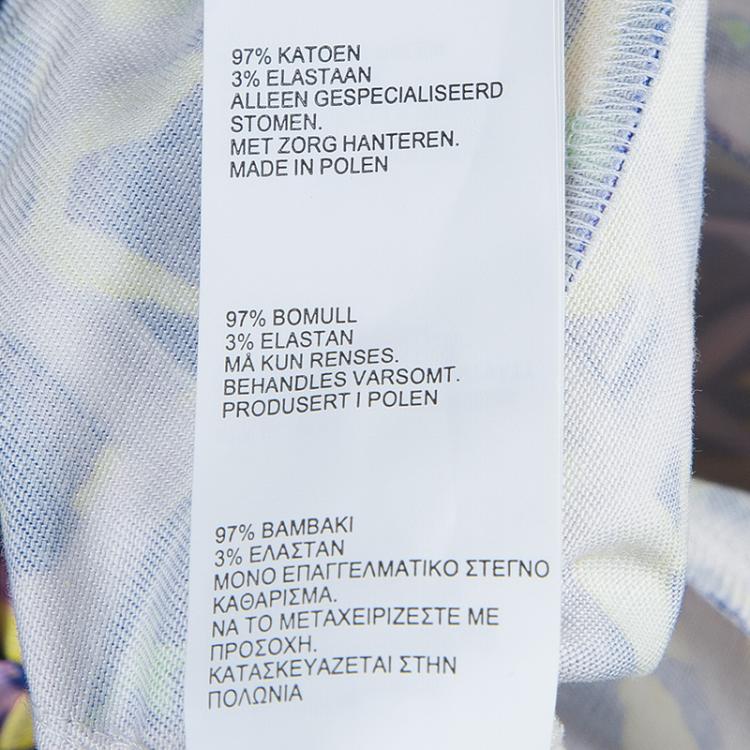 97% KATOEN
3% ELASTAAN
ALLEEN GESPECIALISEERD
STOMEN.
MET ZORG HANTEREN.
MADE IN POLEN
97% BOMULL
3% ELASTAN
MÅ KUN RENSES.
BEHANDLES VARSOMT.
PRODUSERT I POLEN
97% ΒΑΜΒΑΚΙ
3% ΕΛΑΣΤΑΝ
ΜΟΝΟ ΕΠΑΓΓΕΛΜΑΤΙΚΟ ΣΤΕΓΝΟ
ΚΑΘΑΡΙΣΜΑ.
ΝΑ ΤΟ ΜΕΤΑΧΕΙΡΙΖΕΣΤΕ ΜΕ
ΠΡΟΣΟΧΗ.
ΚΑΤΑΣΚΕΥΑΖΕΤΑΙ ΣΤΗΝ
ΠΟΛΩΝΙΑ